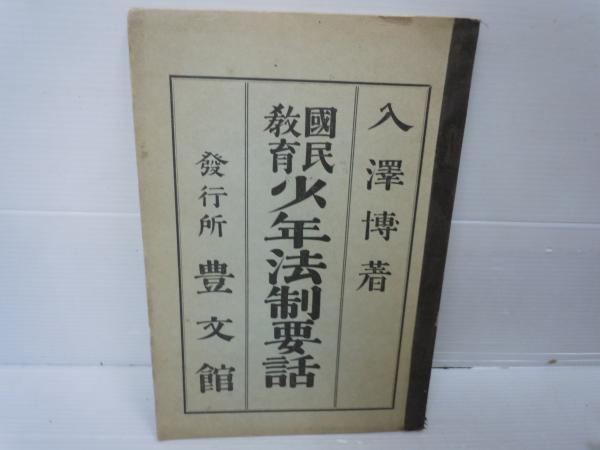 入澤博著
國民教育
少年法制要話
發行所 豊文館